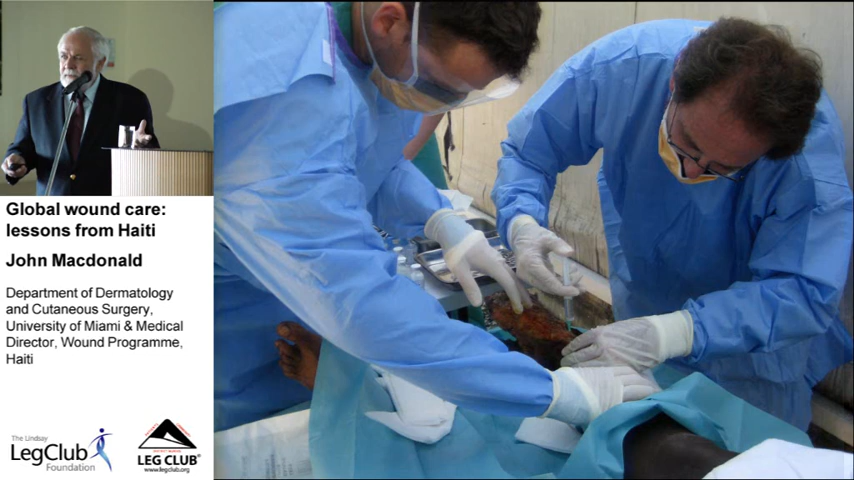 Global wound care:
lessons from Haiti
John Macdonald
Department of Dermatology
and Cutaneous Surgery,
University of Miami & Medical
Director, Wound Programme,
Haiti
The Lindsay
LegClub
Foundation
LEG CLUB®
www.legclub.org